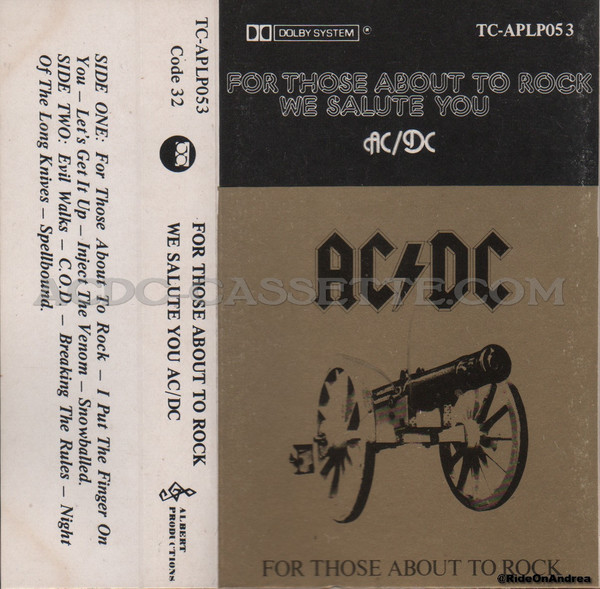 SIDE ONE: For Those About To Rock – I Put The Finger On
You – Let's Get It Up – Inject The Venom – Snowballed.
SIDE TWO: Evil Walks – C.O.D. – Breaking The Rules – Night
Of The Long Knives – Spellbound.
TC-APLP053
Code 32
FOR THOSE ABOUT TO ROCK
WE SALUTE YOU AC/DC
ALBERT
PRODUCTIONS
DOLBY SYSTEM ®
TC-APLP053
FOR THOSE ABOUT TO ROCK
WE SALUTE YOU
AC/DC
AC/DC
ACDC-CASSETTE.COM
FOR THOSE ABOUT TO ROCK
@RideOnAndrea